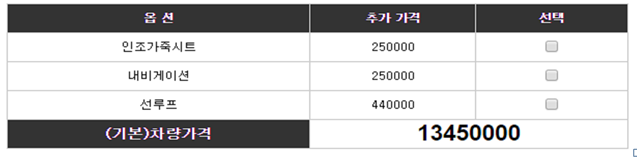 옵 션 추가 가격 선택
인조가죽시트 250000
내비게이션 250000
선루프 440000
(기본)차량가격 13450000